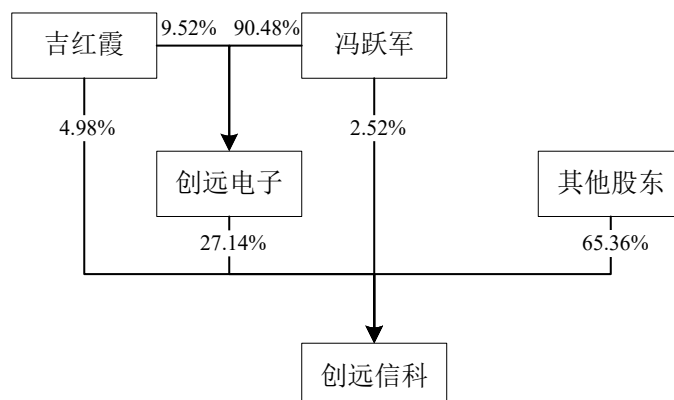 吉红霞
9.52%
90.48%
冯跃军
4.98%
2.52%
创远电子
其他股东
27.14%
65.36%
创远信科